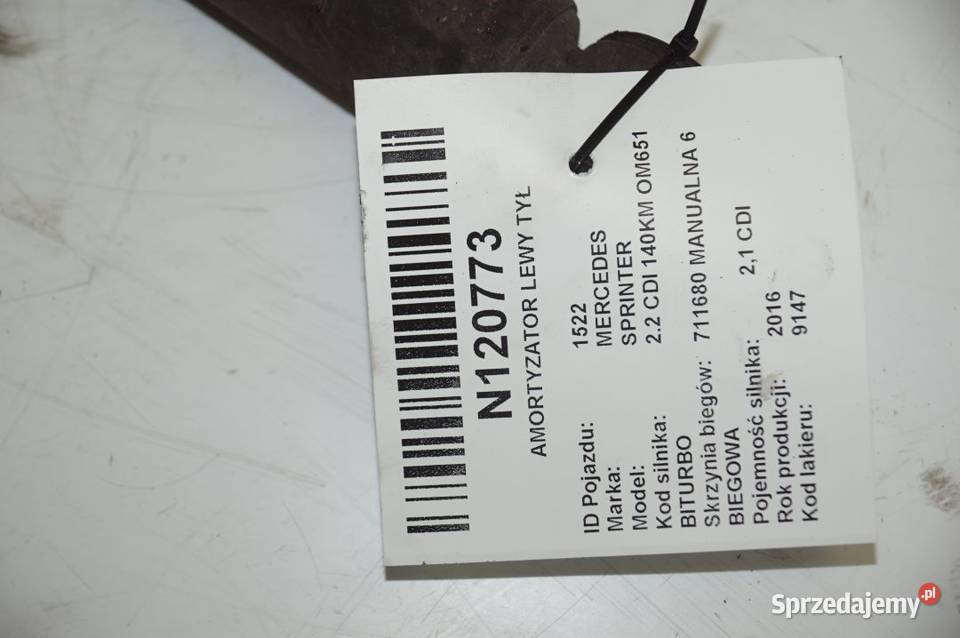 N120773
AMORTYZATOR LEWY TYŁ
ID Pojazdu: 1522
Marka: MERCEDES
Model: SPRINTER
Kod silnika: 2.2 CDI 140KM OM651
BITURBO
Skrzynia biegów: 711680 MANUALNA 6
BIEGOWA
Pojemność silnika: 2,1 CDI
Rok produkcji: 2016
Kod lakieru: 9147
Sprzedajemy.pl